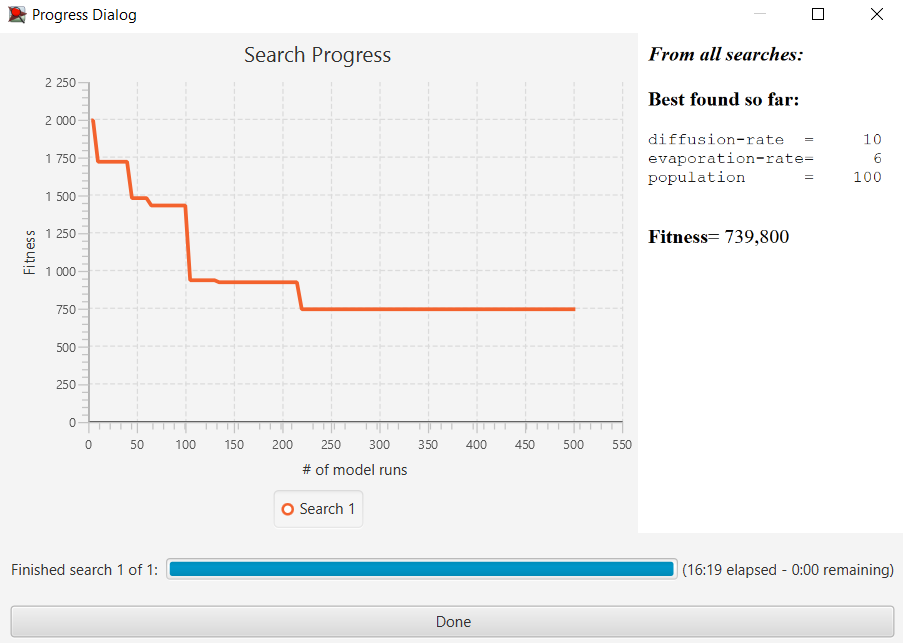 Progress Dialog
Search Progress
2 250
2 000
1 750
1 500
1 250
1 000
750
500
250
0
Fitness
0 50 100 150 200 250 300 350 400 450 500 550
# of model runs
Search 1
From all searches:
Best found so far:
diffusion-rate = 10
evaporation-rate= 6
population = 100
Fitness= 739,800
Finished search 1 of 1: (16:19 elapsed - 0:00 remaining)
Done